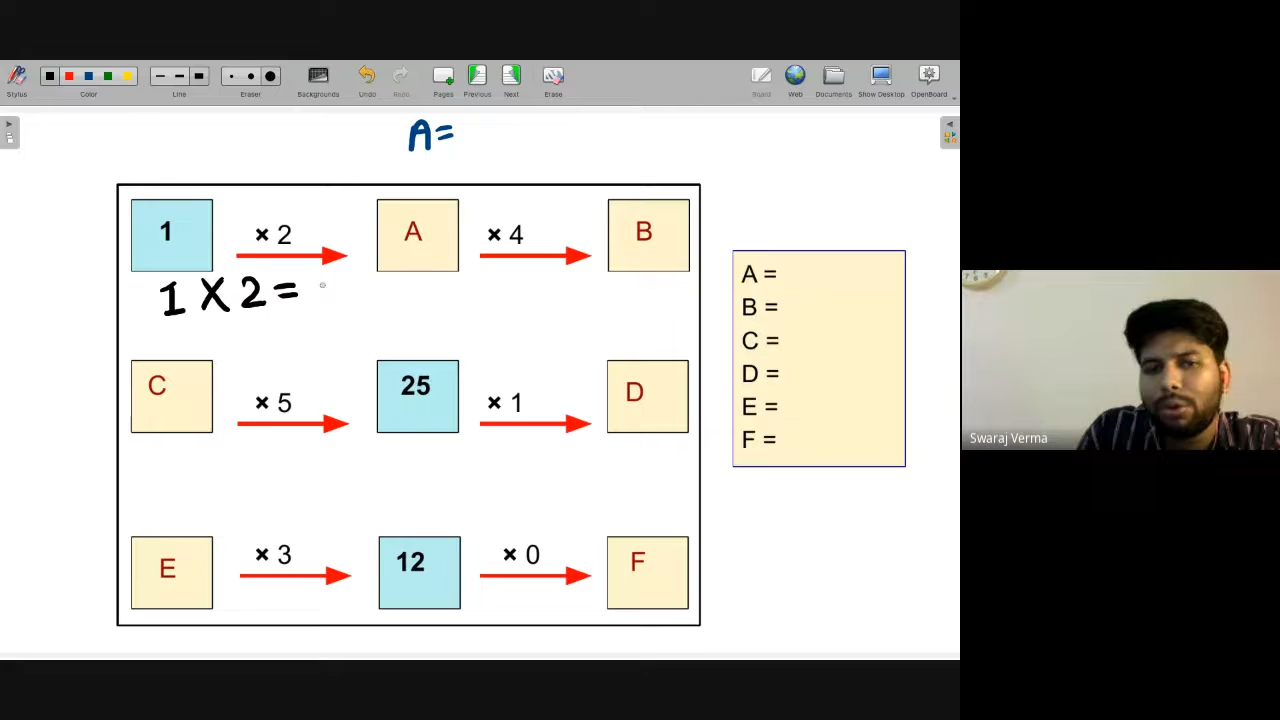 Stylus Color Line Eraser Backgrounds Undo Redo Pages Previous Next Erase Board Web Documents Show Desktop OpenBoard
A=
1 × 2 A × 4 B
1 X 2 =
C × 5 25 × 1 D
E × 3 12 × 0 F
A =
B =
C =
D =
E =
F =
Swaraj Verma